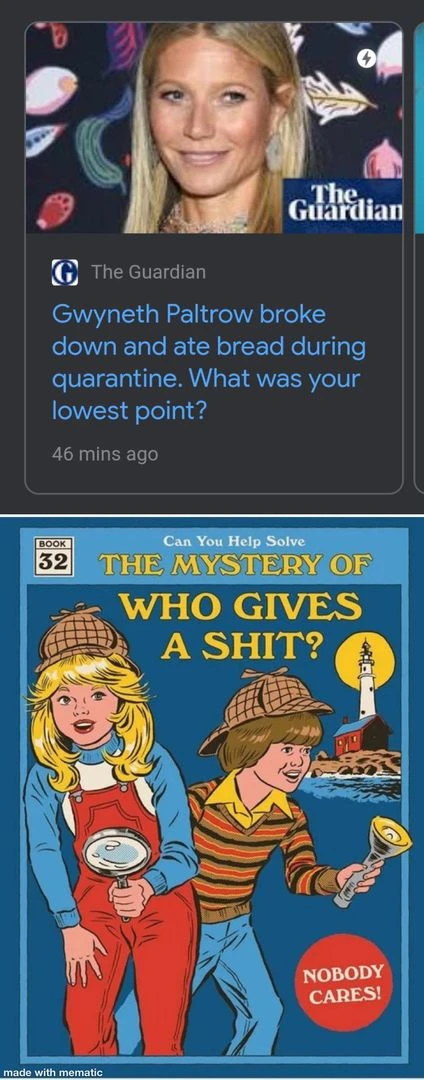 The
Guardian
G The Guardian
Gwyneth Paltrow broke
down and ate bread during
quarantine. What was your
lowest point?
46 mins ago
BOOK
32
Can You Help Solve
THE MYSTERY OF
WHO GIVES
A SHIT?
NOBODY
CARES!
made with mematic